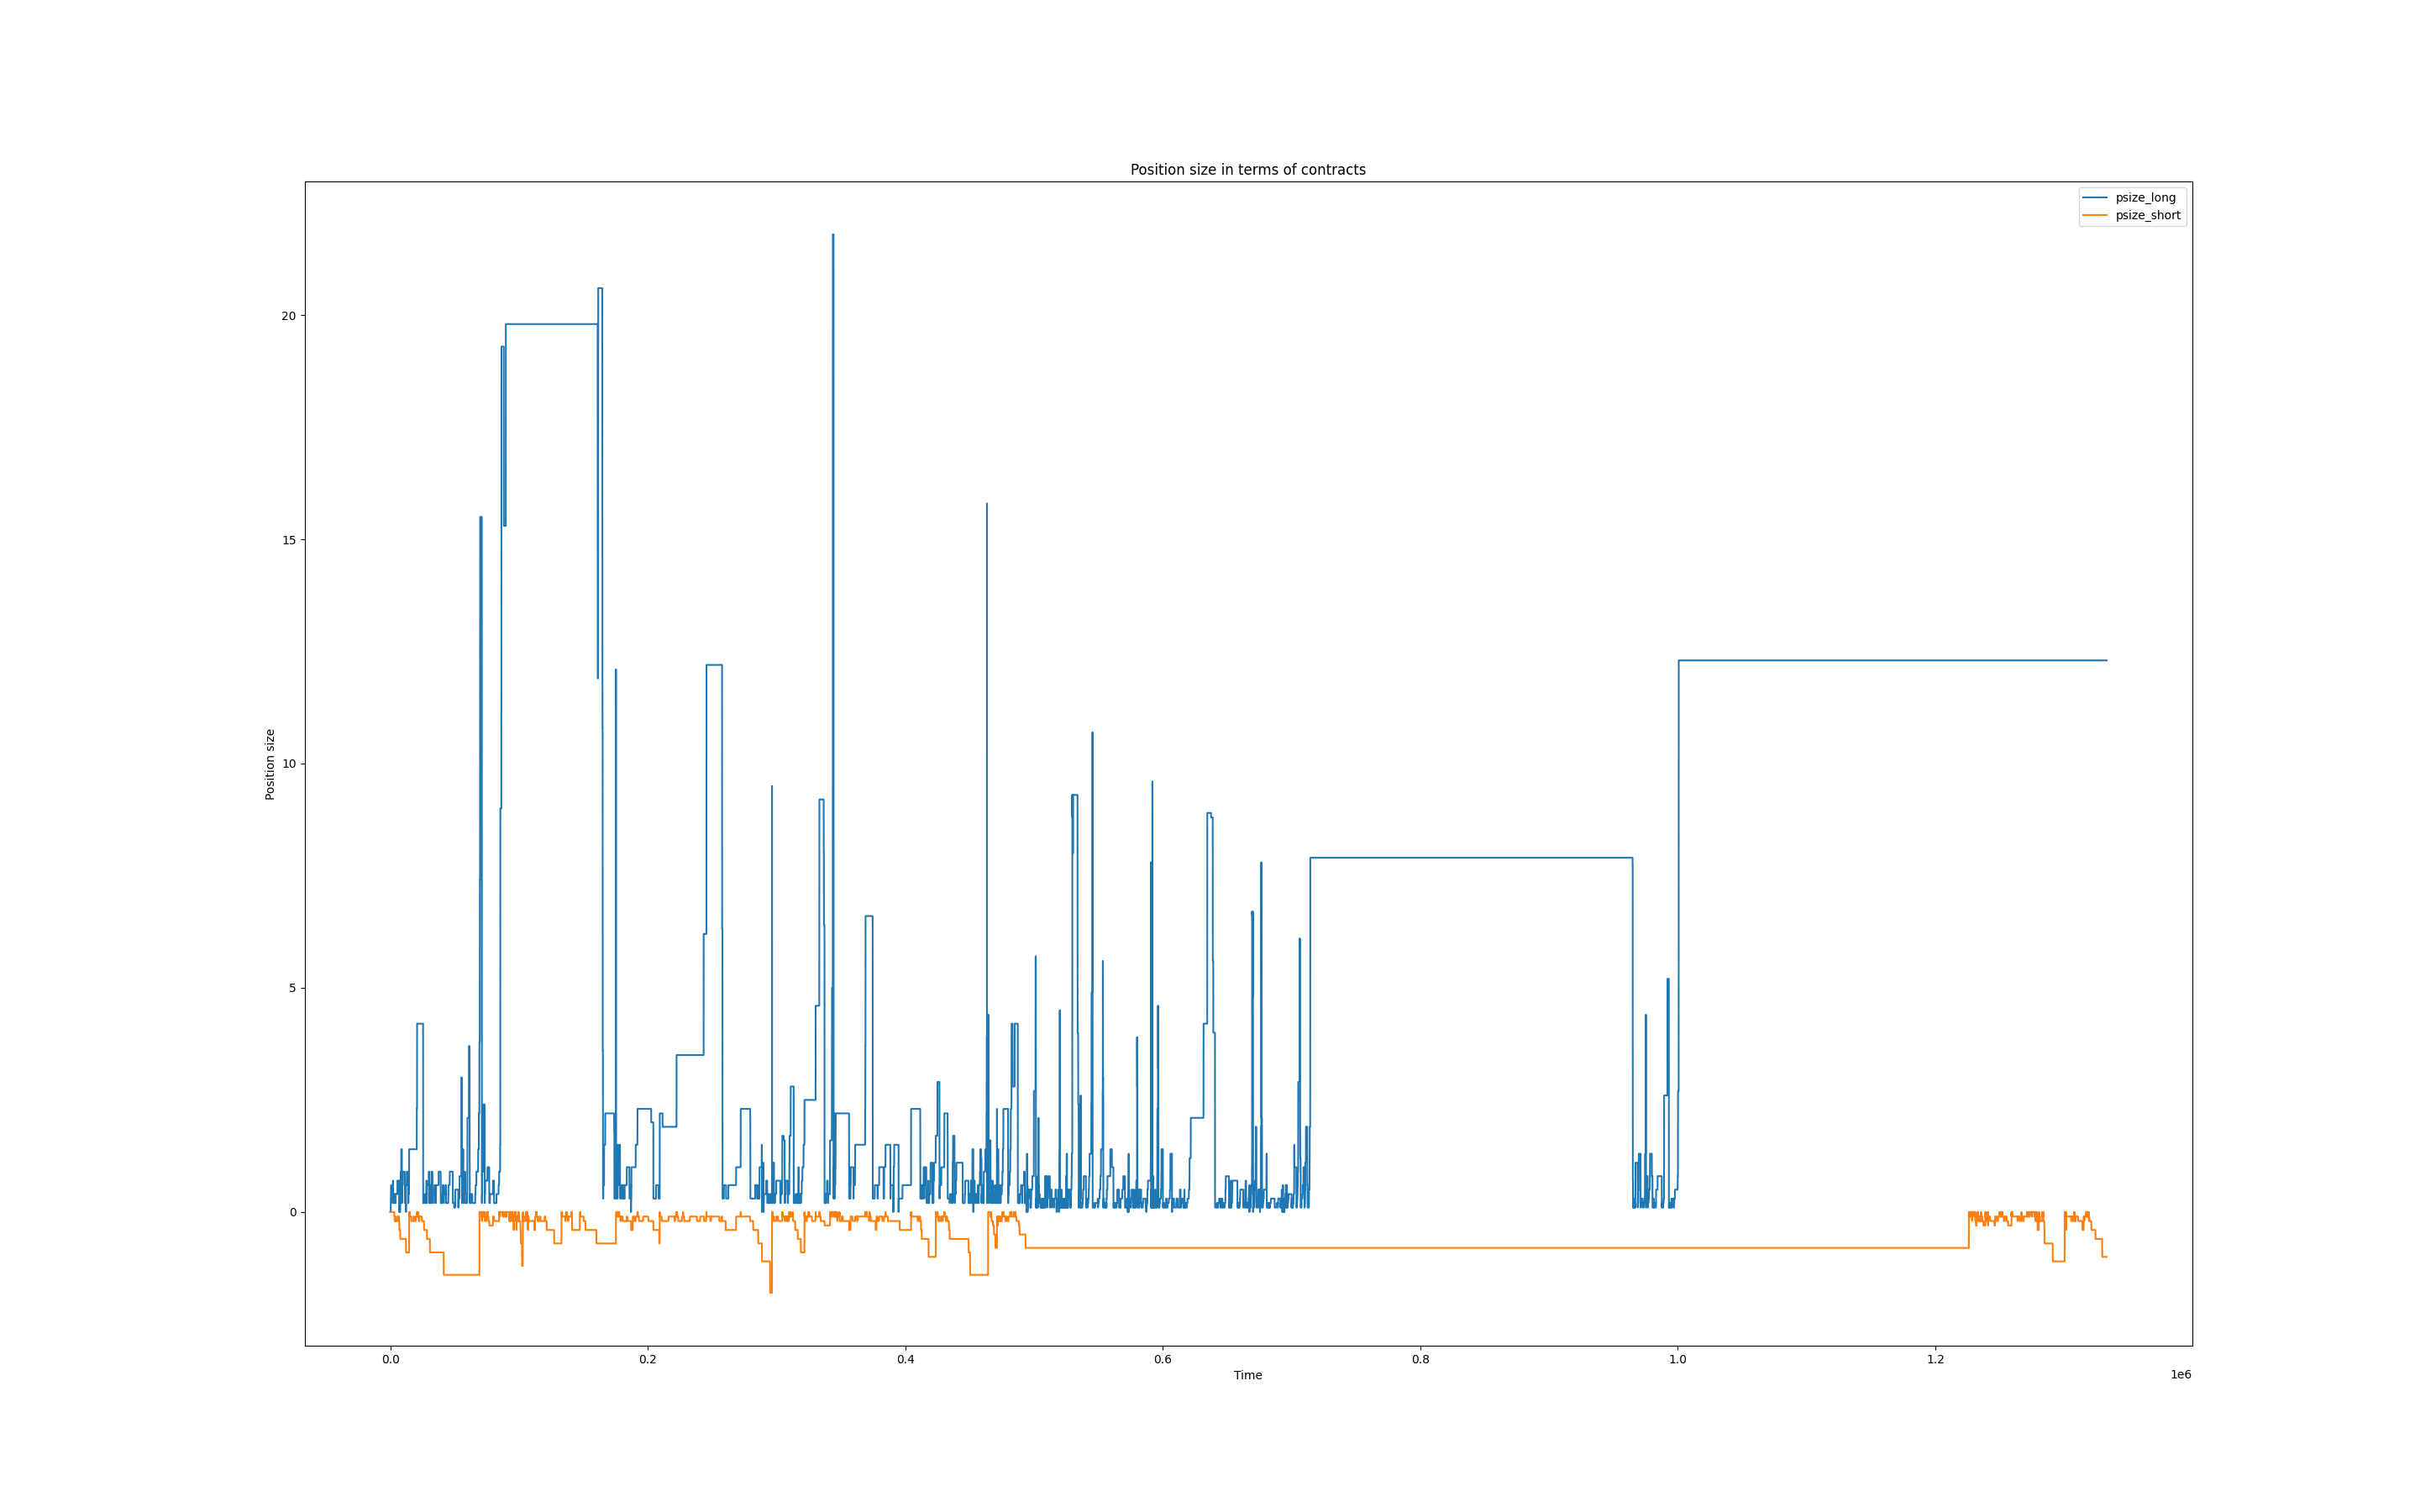 Position size in terms of contracts
psize_long
psize_short
Position size
20
15
10
5
0
0.0 0.2 0.4 0.6 0.8 1.0 1.2
1e6
Time